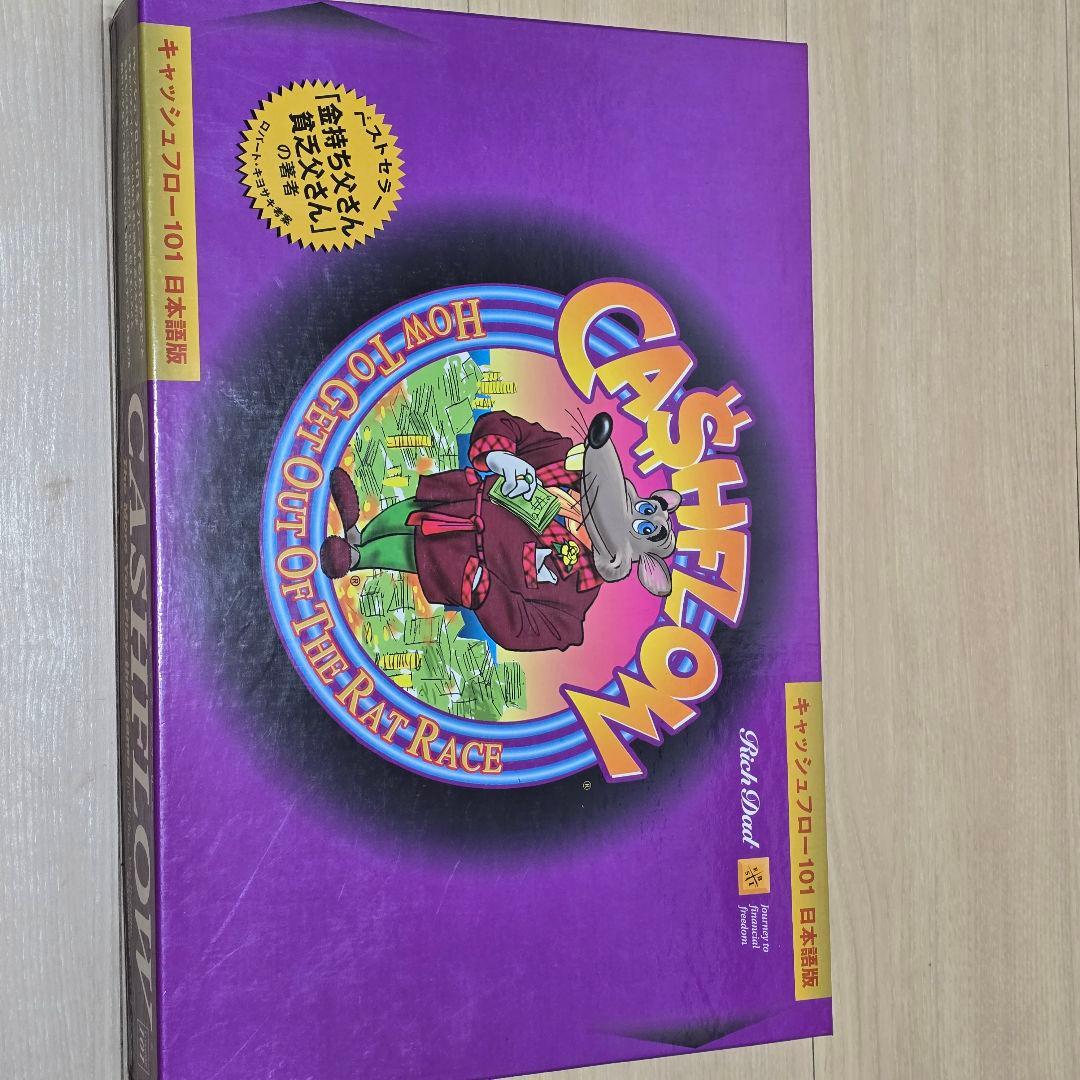 キャッシュフロー101 日本語版
Rich Dad
Journey to
financial
freedom
CA$HFLOW
®
HOW TO GET OUT OF THE RAT RACE
®
ベストセラー
「金持ち父さん
貧乏父さん」
の著者
ロバート・キヨサキ考案
キャッシュフロー101 日本語版
CASHFLOW
101